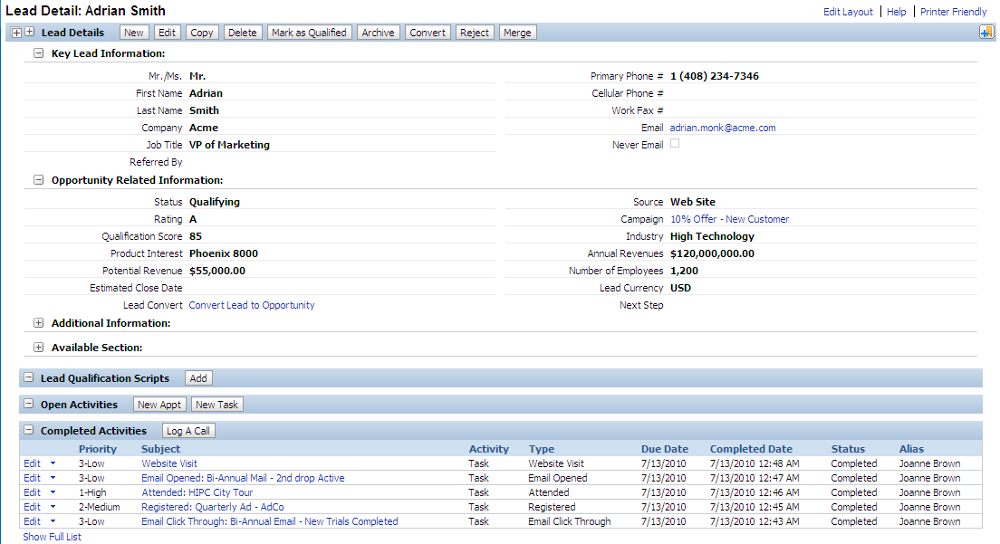 Lead Detail: Adrian Smith
Edit Layout | Help | Printer Friendly
Lead Details New Edit Copy Delete Mark as Qualified Archive Convert Reject Merge
Key Lead Information:
Mr./Ms. Mr. Primary Phone # 1 (408) 234-7346
First Name Adrian Cellular Phone #
Last Name Smith Work Fax #
Company Acme Email adrian.monk@acme.com
Job Title VP of Marketing Never Email
Referred By
Opportunity Related Information:
Status Qualifying Source Web Site
Rating A Campaign 10% Offer - New Customer
Qualification Score 85 Industry High Technology
Product Interest Phoenix 8000 Annual Revenues $120,000,000.00
Potential Revenue $55,000.00 Number of Employees 1,200
Estimated Close Date Lead Currency USD
Lead Convert Convert Lead to Opportunity Next Step
Additional Information:
Available Section:
Lead Qualification Scripts Add
Open Activities New Appt New Task
Completed Activities Log A Call
Priority Subject Activity Type Due Date Completed Date Status Alias
Edit 3-Low Website Visit Task Website Visit 7/13/2010 7/13/2010 12:48 AM Completed Joanne Brown
Edit 3-Low Email Opened: Bi-Annual Mail - 2nd drop Active Task Email Opened 7/13/2010 7/13/2010 12:47 AM Completed Joanne Brown
Edit 1-High Attended: HIPC City Tour Task Attended 7/13/2010 7/13/2010 12:46 AM Completed Joanne Brown
Edit 2-Medium Registered: Quarterly Ad - AdCo Task Registered 7/13/2010 7/13/2010 12:45 AM Completed Joanne Brown
Edit 3-Low Email Click Through: Bi-Annual Email - New Trials Completed Task Email Click Through 7/13/2010 7/13/2010 12:43 AM Completed Joanne Brown
Show Full List